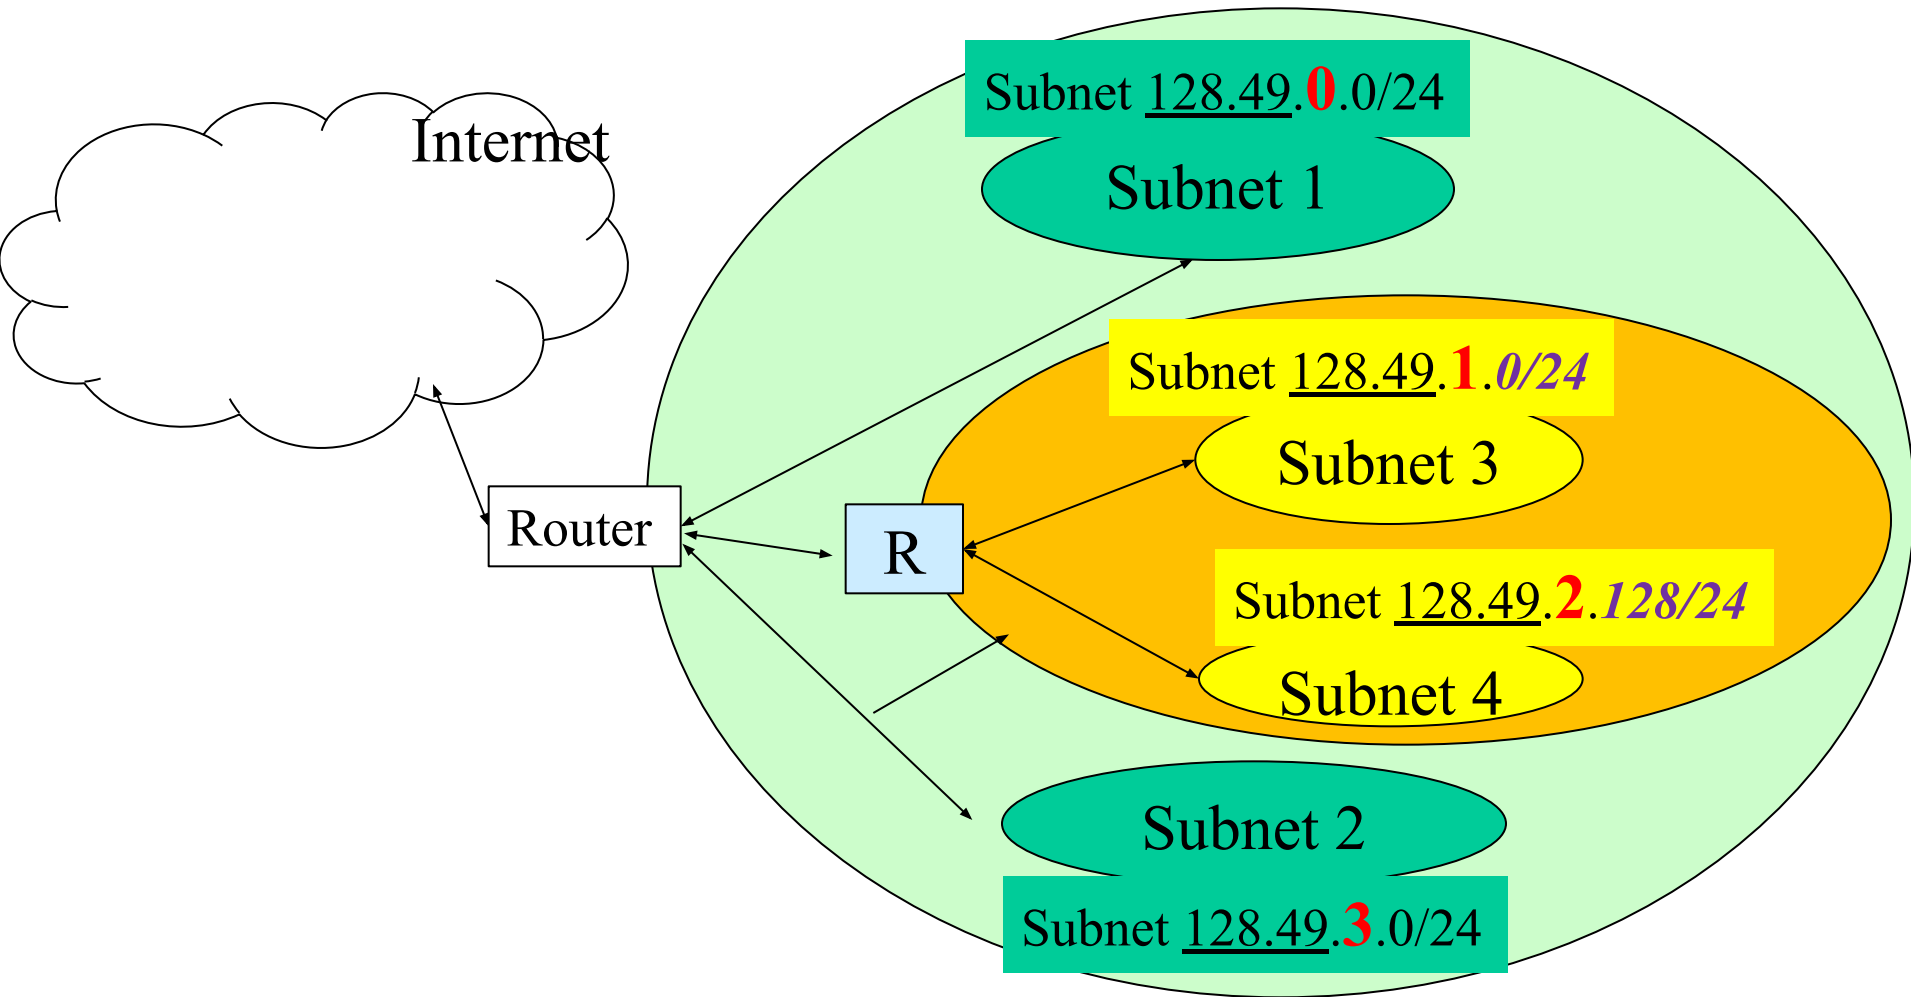 Internet
Subnet 128.49.0.0/24
Subnet 1
Subnet 128.49.1.0/24
Subnet 3
Router
R
Subnet 128.49.2.128/24
Subnet 4
Subnet 2
Subnet 128.49.3.0/24